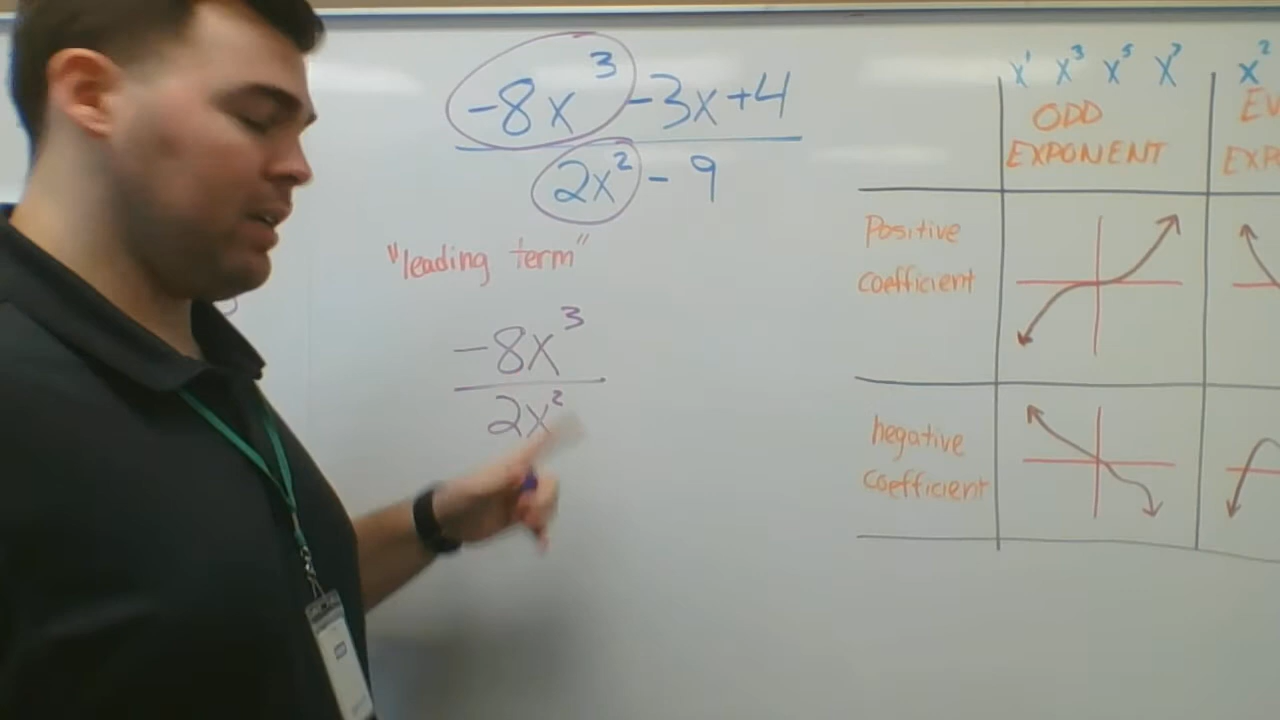 -8x³ -3x+4
2x² - 9
"leading term"
-8x³
2x²
x¹ x³ x⁵ x⁷
ODD
EXPONENT
x²
Positive
coefficient
negative
coefficient